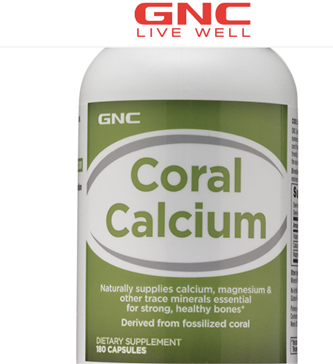 GNC
LIVE WELL
GNC
Coral
Calcium
Naturally supplies calcium, magnesium &
other trace minerals essential
for strong, healthy bones*
Derived from fossilized coral
DIETARY SUPPLEMENT
180 CAPSULES